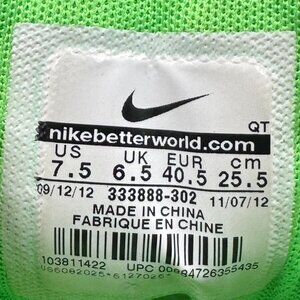 QT
nikebetterworld.com
US UK EUR cm
7.5 6.5 40.5 25.5
09/12/12 333888-302 11/07/12
MADE IN CHINA
FABRIQUE EN CHINE
103811422 UPC 00884726355435